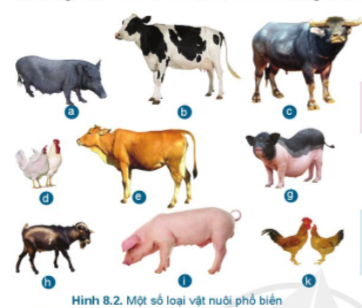 a
b
c
d
e
g
h
i
k
Hình 8.2. Một số loại vật nuôi phổ biến